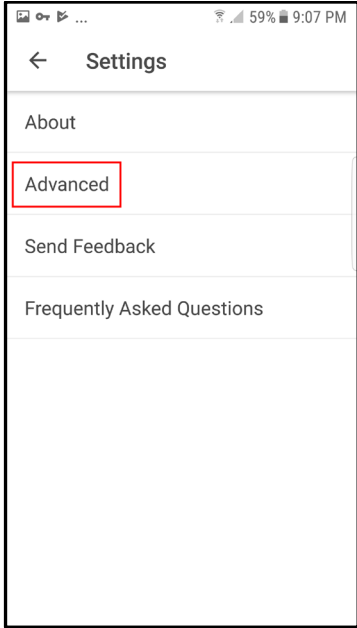 ... 59% 9:07 PM
Settings
About
Advanced
Send Feedback
Frequently Asked Questions